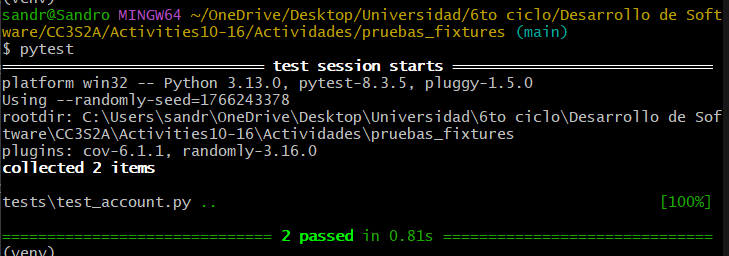 (venv)
sandr@Sandro MINGW64 ~/OneDrive/Desktop/Universidad/6to ciclo/Desarrollo de Soft
ware/CC3S2A/Activities10-16/Actividades/pruebas_fixtures (main)
$ pytest
============================= test session starts =============================
platform win32 -- Python 3.13.0, pytest-8.3.5, pluggy-1.5.0
Using --randomly-seed=1766243378
rootdir: C:\Users\sandr\OneDrive\Desktop\Universidad\6to ciclo\Desarrollo de Sof
tware\CC3S2A\Activities10-16\Actividades\pruebas_fixtures
plugins: cov-6.1.1, randomly-3.16.0
collected 2 items
tests\test_account.py .. [100%]
============================== 2 passed in 0.81s ==============================
(venv)